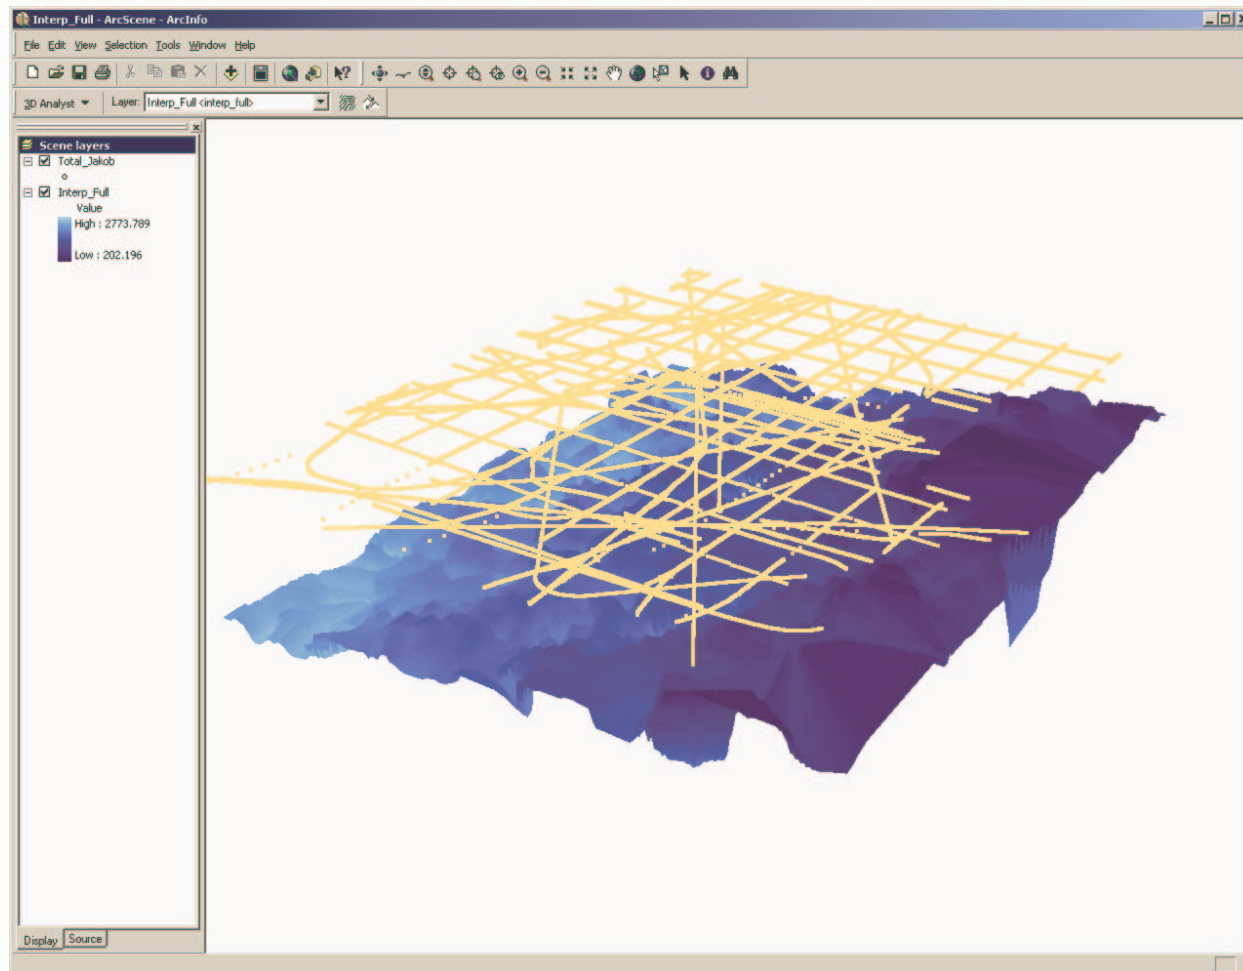 Interp_Full - ArcScene - ArcInfo
File Edit View Selection Tools Window Help
3D Analyst Layer: Interp_Full <interp_full>
Scene layers
Total_Jakob
Interp_Full
Value
High : 2773.789
Low : 202.196
Display Source